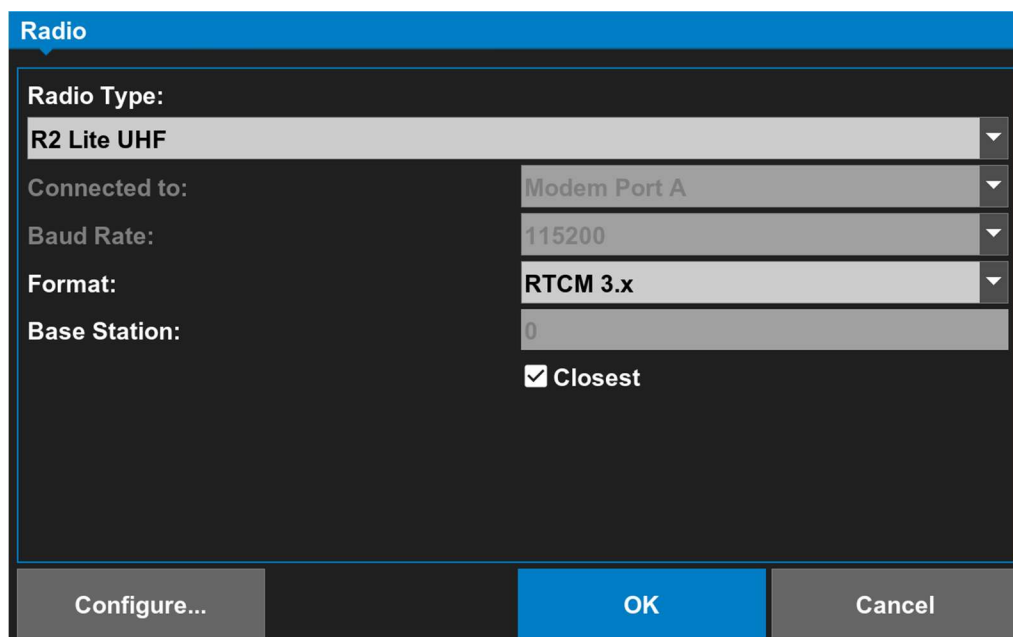 Radio
Radio Type:
R2 Lite UHF
Connected to: Modem Port A
Baud Rate: 115200
Format: RTCM 3.x
Base Station: 0
Closest
Configure... OK Cancel